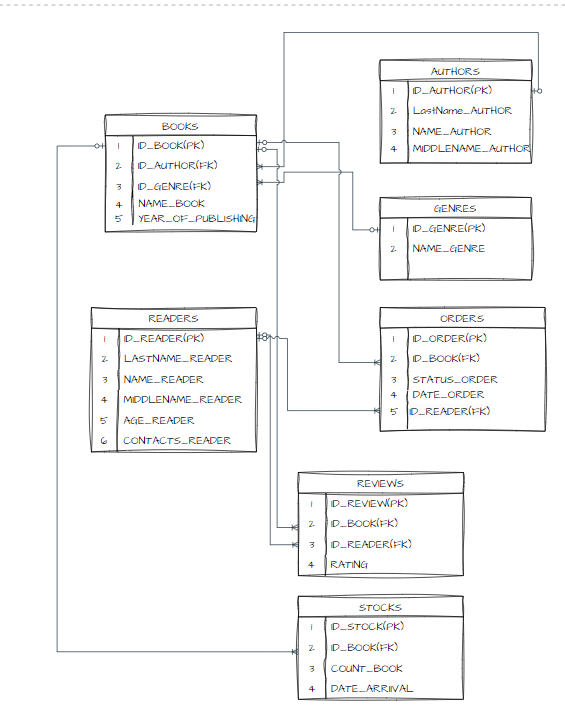 AUTHORS
1 ID_AUTHOR(PK)
2 LastName_AUTHOR
3 NAME_AUTHOR
4 MIDDLENAME_AUTHOR
BOOKS
1 ID_BOOK(PK)
2 ID_AUTHOR(FK)
3 ID_GENRE(FK)
4 NAME_BOOK
5 YEAR_OF_PUBLISHING
GENRES
1 ID_GENRE(PK)
2 NAME_GENRE
READERS
1 ID_READER(PK)
2 LASTNAME_READER
3 NAME_READER
4 MIDDLENAME_READER
5 AGE_READER
6 CONTACTS_READER
ORDERS
1 ID_ORDER(PK)
2 ID_BOOK(FK)
3 STATUS_ORDER
4 DATE_ORDER
5 ID_READER(FK)
REVIEWS
1 ID_REVIEW(PK)
2 ID_BOOK(FK)
3 ID_READER(FK)
4 RATING
STOCKS
1 ID_STOCK(PK)
2 ID_BOOK(FK)
3 COUNT_BOOK
4 DATE_ARRIIVAL